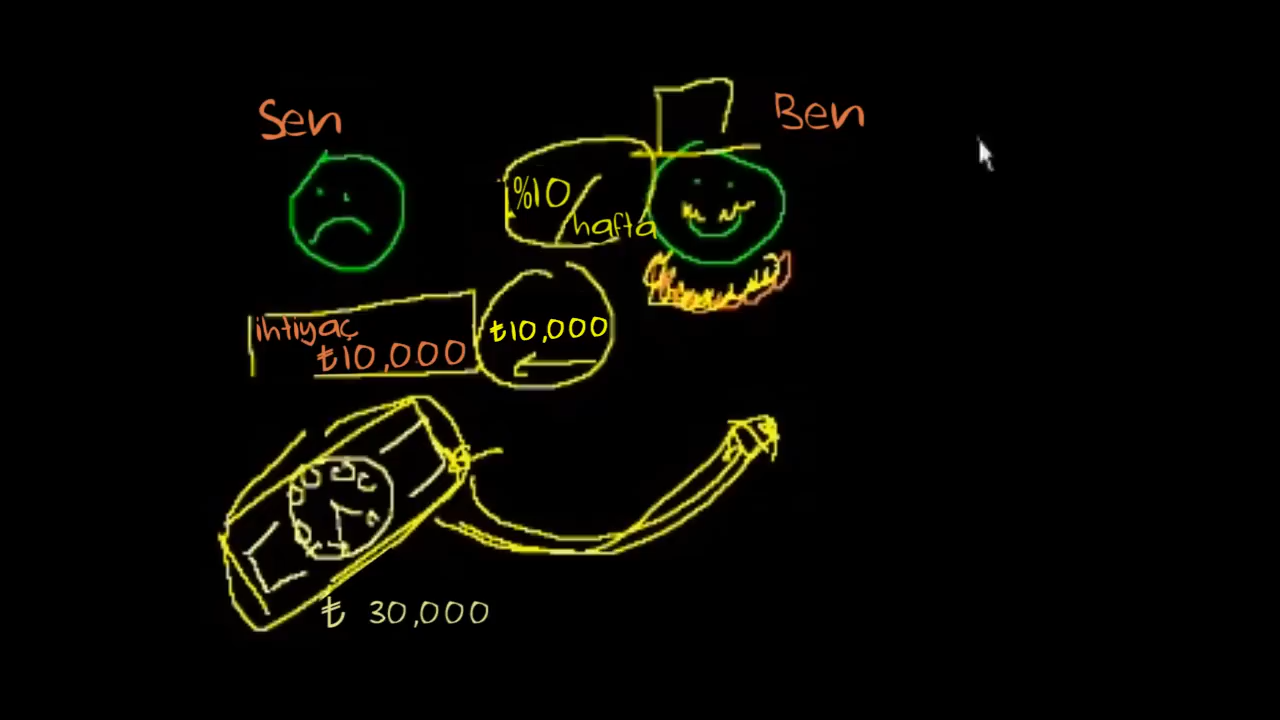 Sen
Ben
%10/hafta
ihtiyaç
₺10,000
₺10,000
₺ 30,000